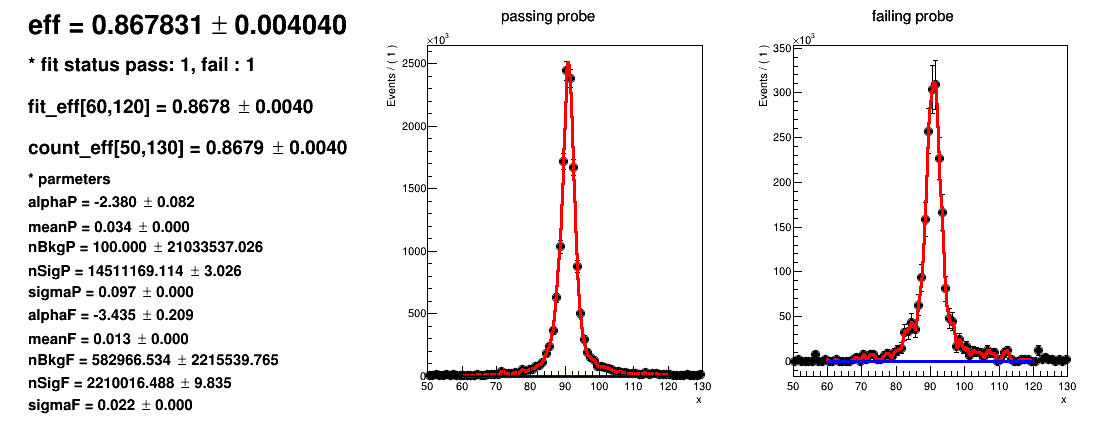 eff = 0.867831 ± 0.004040
* fit status pass: 1, fail : 1
fit_eff[60,120] = 0.8678 ± 0.0040
count_eff[50,130] = 0.8679 ± 0.0040
* parmeters
alphaP = -2.380 ± 0.082
meanP = 0.034 ± 0.000
nBkgP = 100.000 ± 21033537.026
nSigP = 14511169.114 ± 3.026
sigmaP = 0.097 ± 0.000
alphaF = -3.435 ± 0.209
meanF = 0.013 ± 0.000
nBkgF = 582966.534 ± 2215539.765
nSigF = 2210016.488 ± 9.835
sigmaF = 0.022 ± 0.000
passing probe
×10³
Events / ( 1 )
2500
2000
1500
1000
500
0
50 60 70 80 90 100 110 120 130
x
failing probe
×10³
Events / ( 1 )
350
300
250
200
150
100
50
0
50 60 70 80 90 100 110 120 130
x